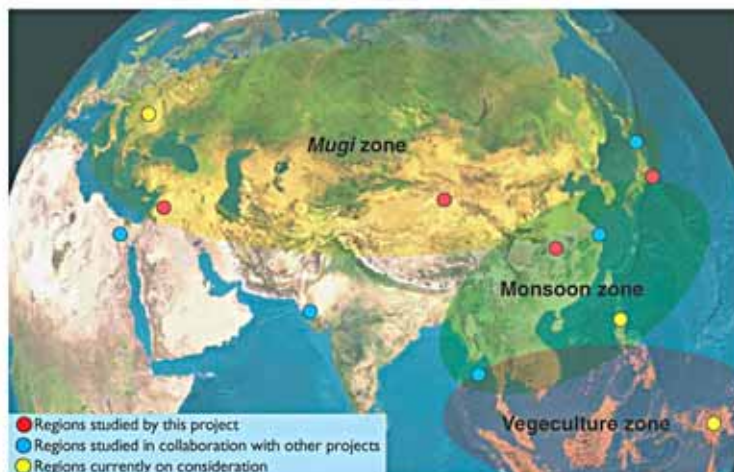 Mugi zone
Monsoon zone
Vegeculture zone
Regions studied by this project
Regions studied in collaboration with other projects
Regions currently on consideration